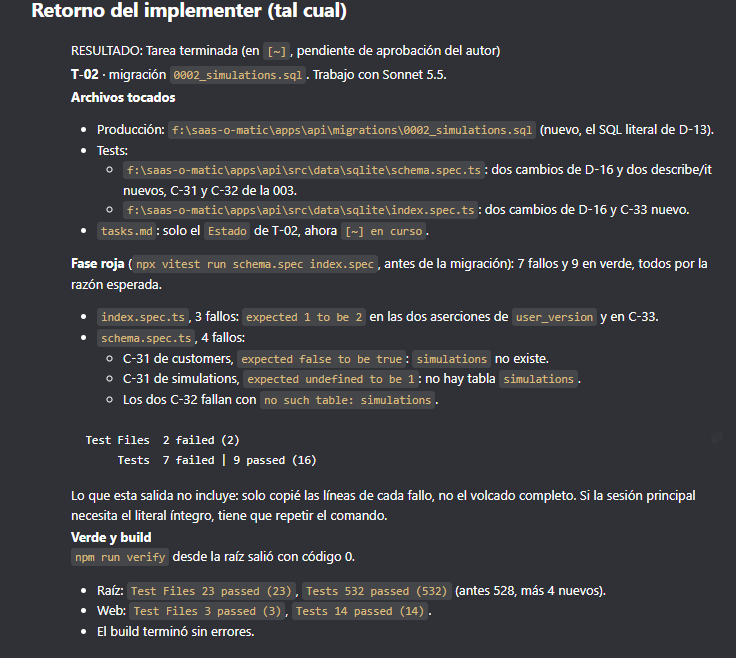 Retorno del implementer (tal cual)
RESULTADO: Tarea terminada (en [~], pendiente de aprobación del autor)
T-02 · migración 0002_simulations.sql. Trabajo con Sonnet 5.5.
Archivos tocados
• Producción: f:\saas-o-matic\apps\api\migrations\0002_simulations.sql (nuevo, el SQL literal de D-13).
• Tests:
◦ f:\saas-o-matic\apps\api\src\data\sqlite\schema.spec.ts: dos cambios de D-16 y dos describe/it
nuevos, C-31 y C-32 de la 003.
◦ f:\saas-o-matic\apps\api\src\data\sqlite\index.spec.ts: dos cambios de D-16 y C-33 nuevo.
• tasks.md: solo el Estado de T-02, ahora [~] en curso.
Fase roja (npx vitest run schema.spec index.spec, antes de la migración): 7 fallos y 9 en verde, todos por la
razón esperada.
• index.spec.ts, 3 fallos: expected 1 to be 2 en las dos aserciones de user_version y en C-33.
• schema.spec.ts, 4 fallos:
◦ C-31 de customers, expected false to be true: simulations no existe.
◦ C-31 de simulations, expected undefined to be 1: no hay tabla simulations.
◦ Los dos C-32 fallan con no such table: simulations.
Test Files  2 failed (2)
Tests  7 failed | 9 passed (16)
Lo que esta salida no incluye: solo copié las líneas de cada fallo, no el volcado completo. Si la sesión principal
necesita el literal íntegro, tiene que repetir el comando.
Verde y build
npm run verify desde la raíz salió con código 0.
• Raíz: Test Files 23 passed (23), Tests 532 passed (532) (antes 528, más 4 nuevos).
• Web: Test Files 3 passed (3), Tests 14 passed (14).
• El build terminó sin errores.